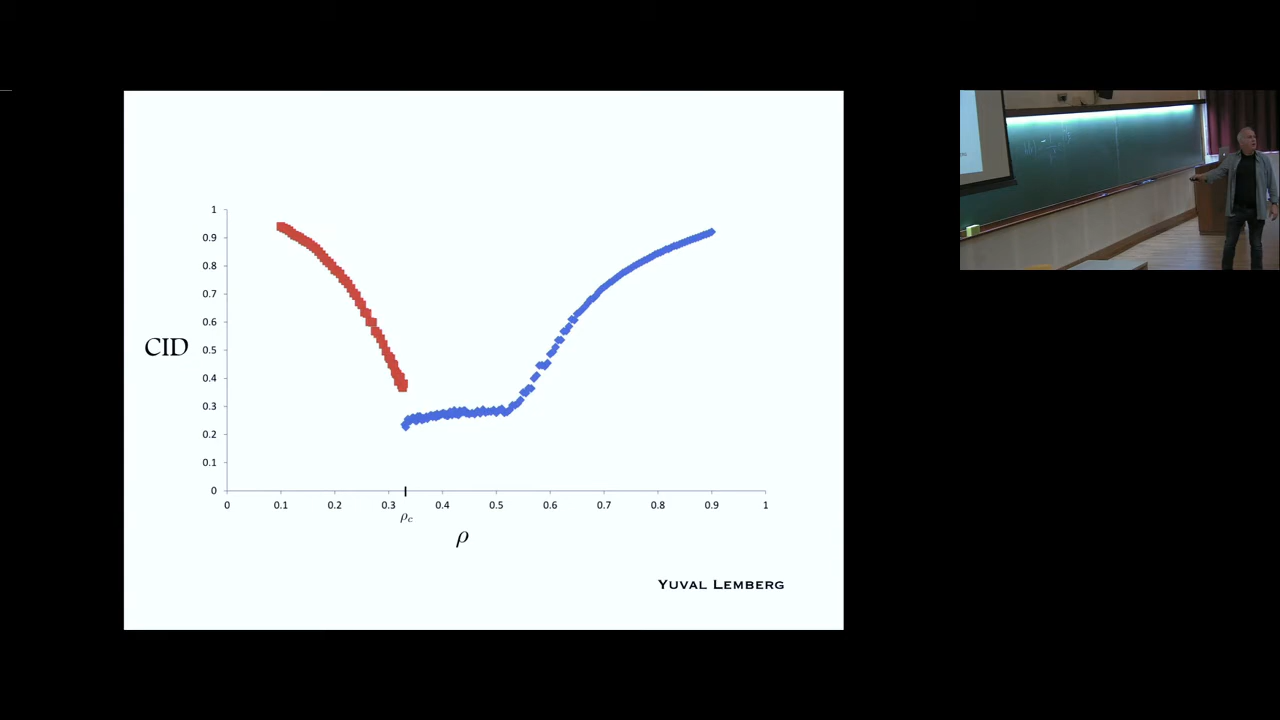 1
0.9
0.8
0.7
0.6
0.5
0.4
0.3
0.2
0.1
0
CID
0 0.1 0.2 0.3 0.4 0.5 0.6 0.7 0.8 0.9 1
ρc
ρ
YUVAL LEMBERG